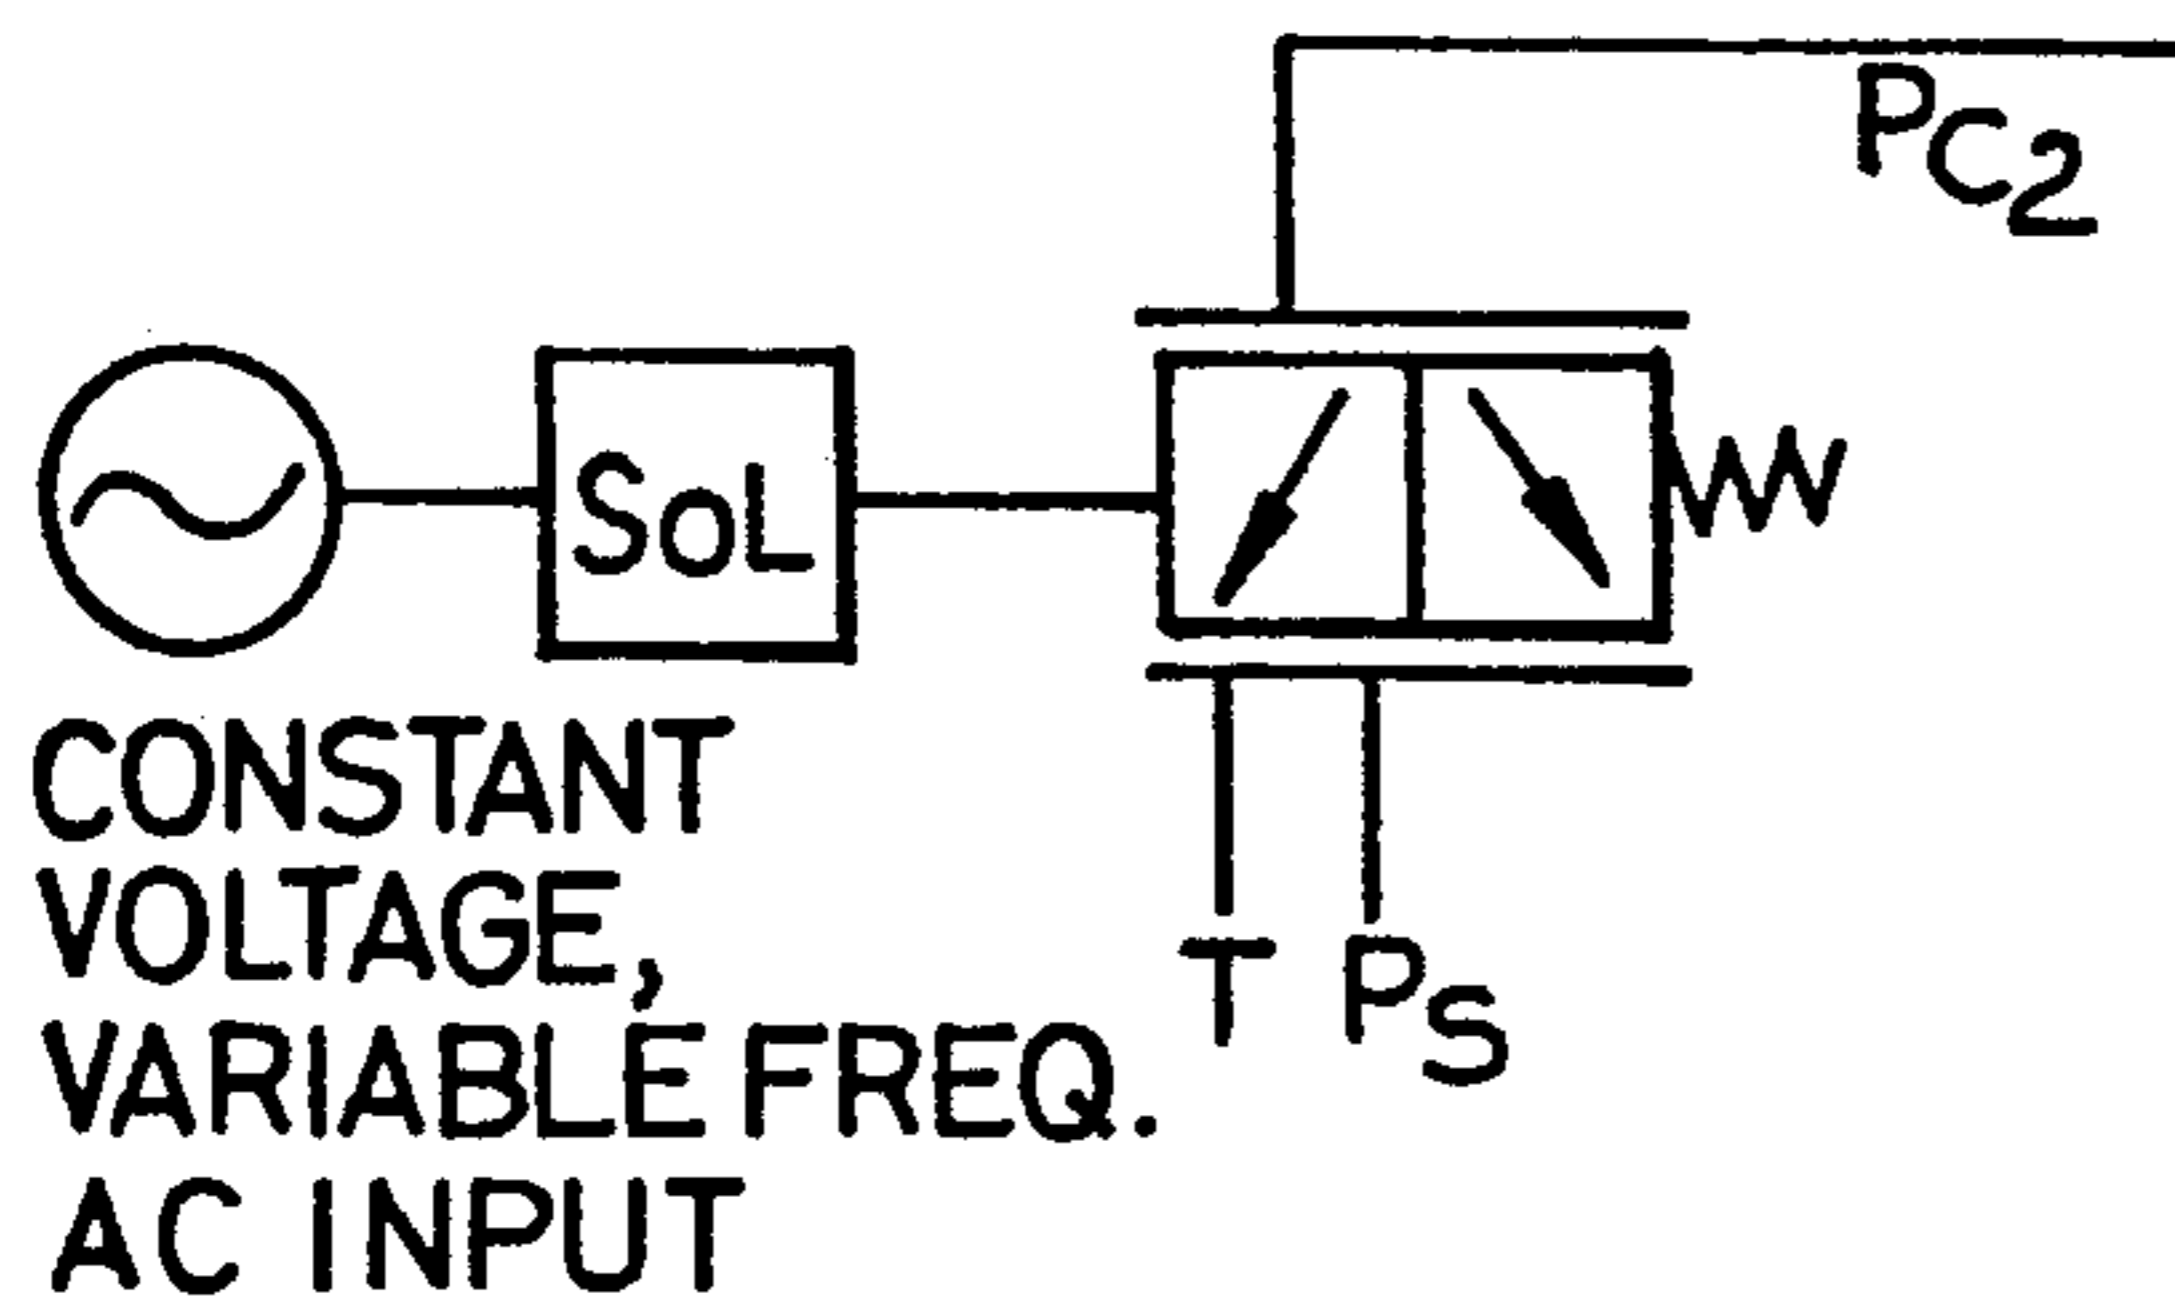 PC2
SOL
T PS
CONSTANT
VOLTAGE,
VARIABLE FREQ.
AC INPUT